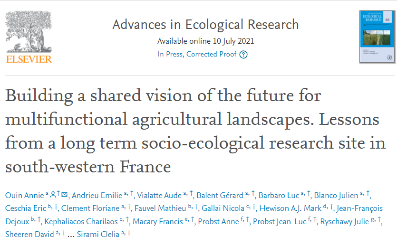 Advances in Ecological Research
Available online 10 July 2021
In Press, Corrected Proof
ELSEVIER
Building a shared vision of the future for
multifunctional agricultural landscapes. Lessons
from a long term socio-ecological research site in
south-western France
Ouin Annie a, Andrieu Emilie a, Vialatte Aude a, Balent Gérard a, Barbaro Luc a, Blanco Julien a,
Ceschia Eric b, Clement Floriane a, Fauvel Mathieu b, Gallai Nicola c, Hewison A.J. Mark d, Jean-François
Dejoux b, Kephaliacos Charilaos c, Macary Francis e, Probst Anne f, Probst Jean-Luc f, Ryschawy Julie g,
Sheeren David a ... Sirami Clelia a